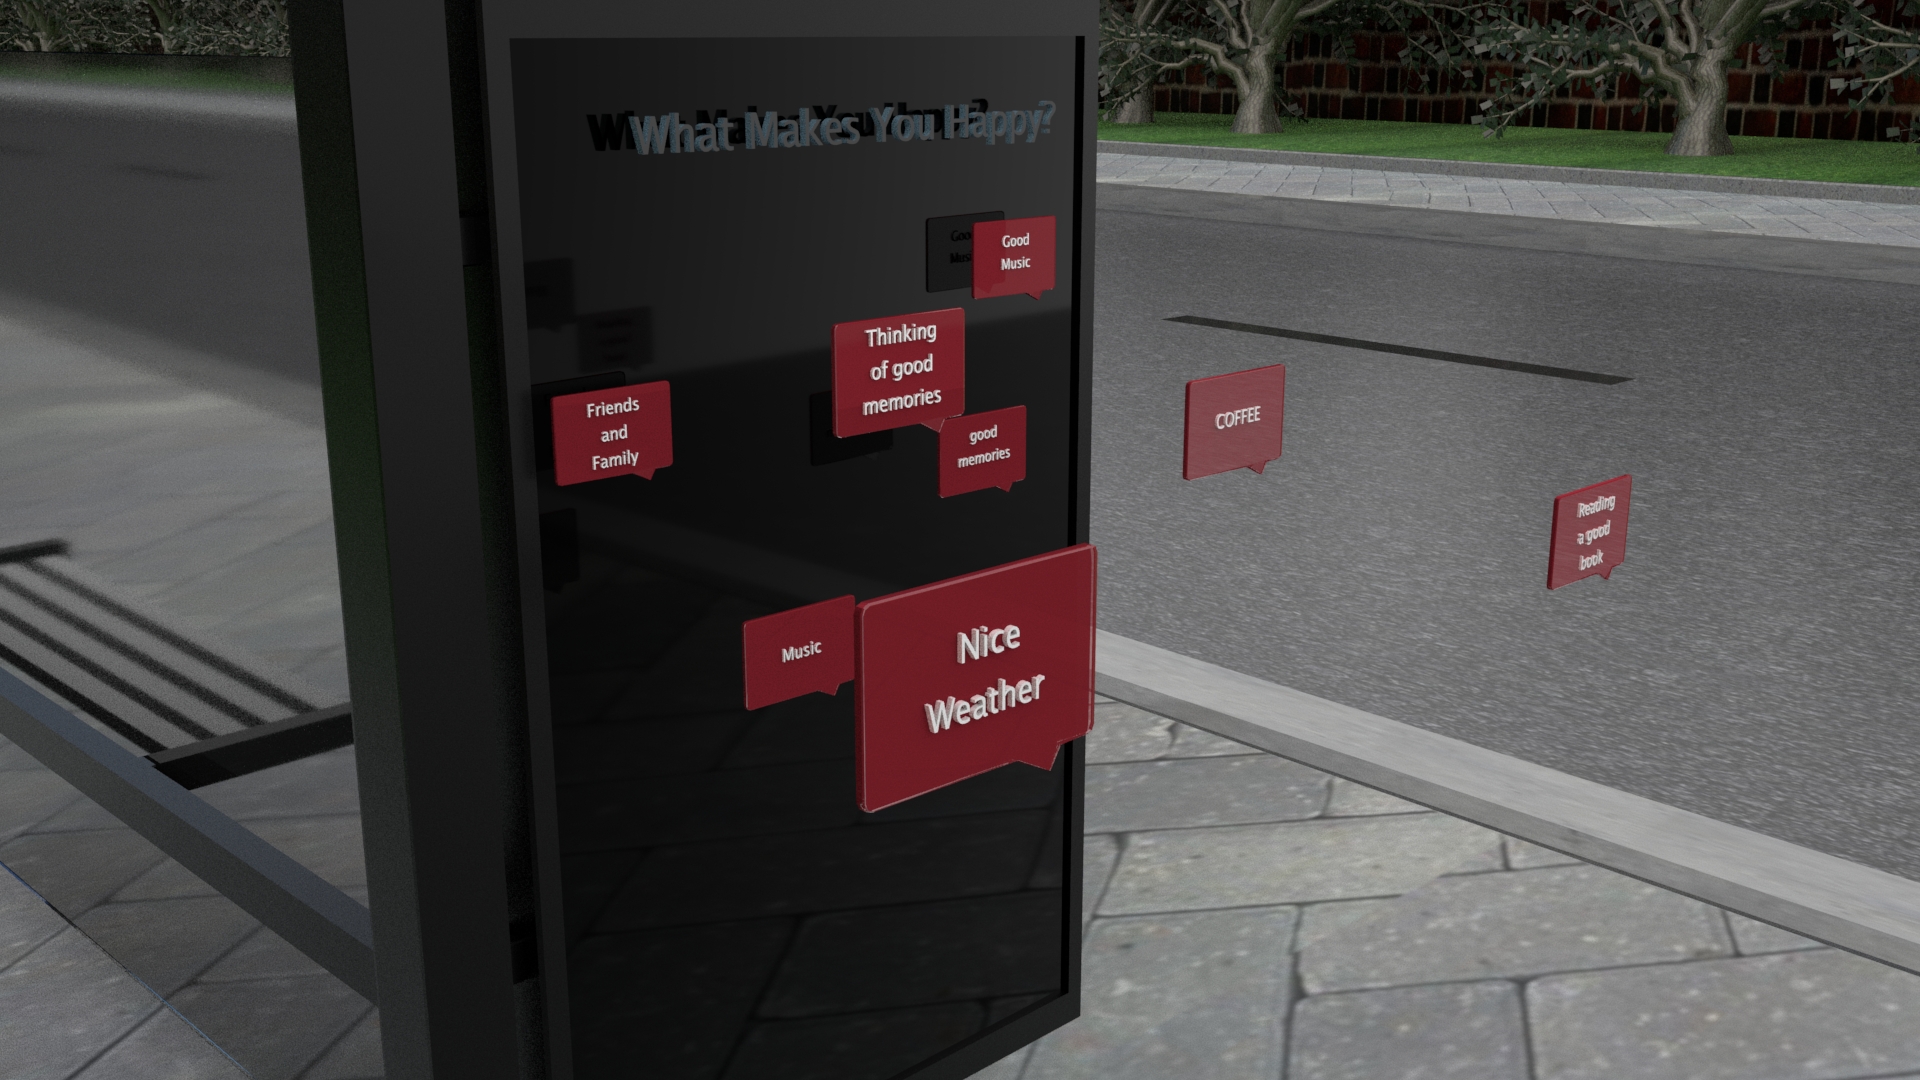 What Makes You Happy?
Good
Music
Thinking
of good
memories
Friends
and
Family
good
memories
COFFEE
Reading
a good
book
Music
Nice
Weather